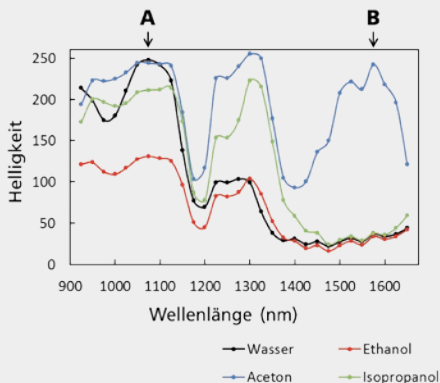 A B
250
200
150
100
50
0
Helligkeit
900 1000 1100 1200 1300 1400 1500 1600
Wellenlänge (nm)
Wasser Ethanol
Aceton Isopropanol